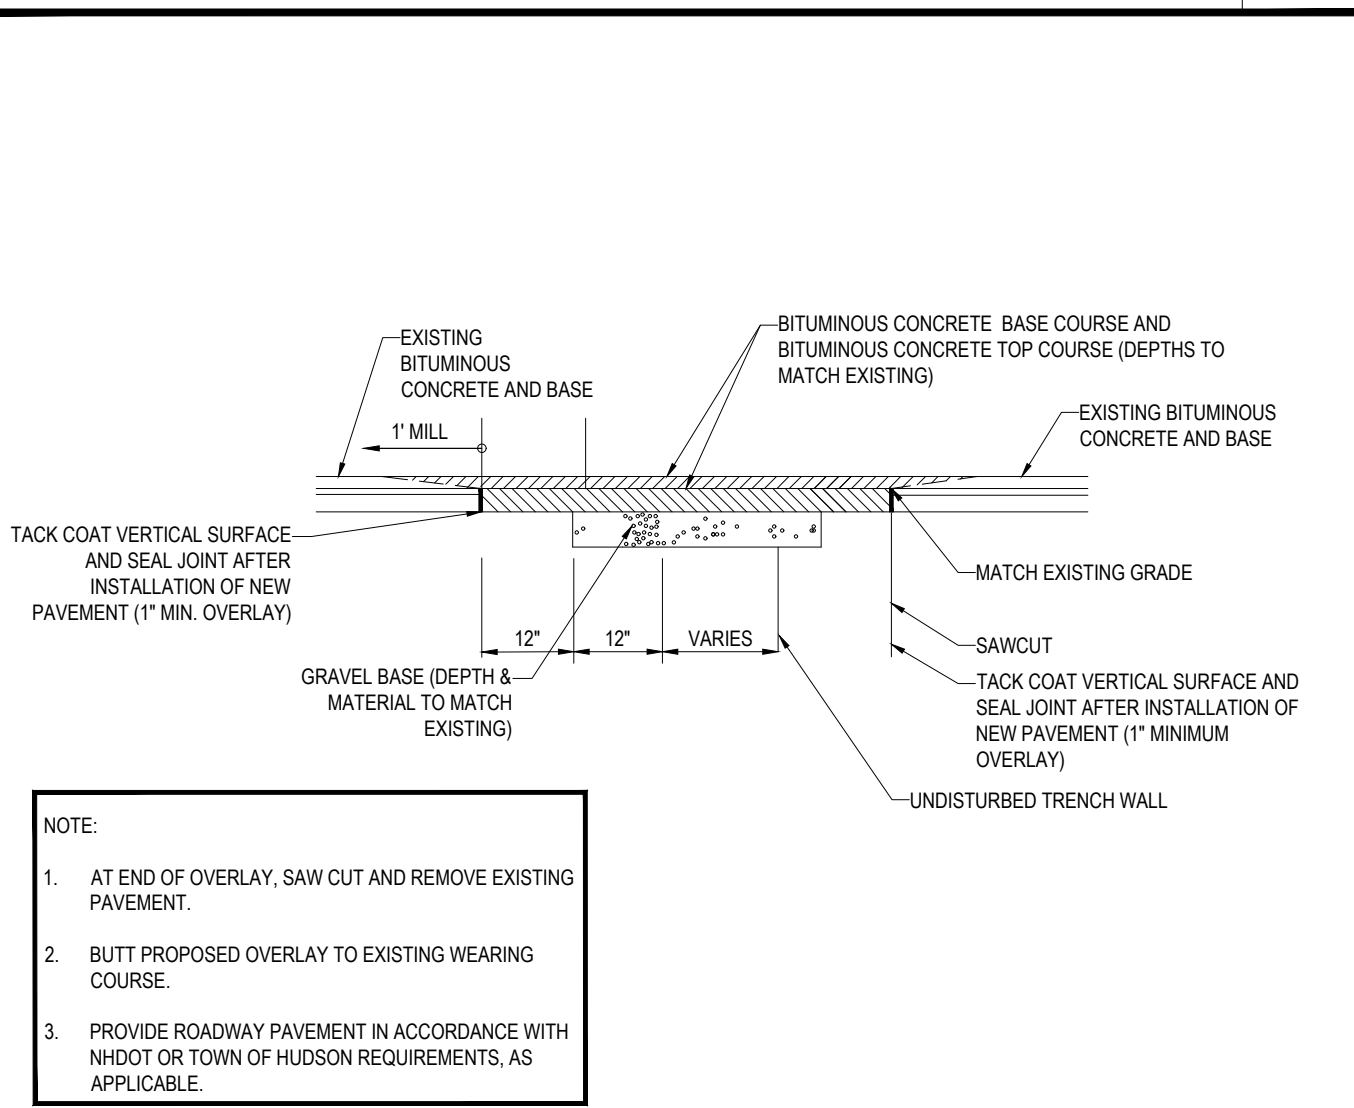 EXISTING
BITUMINOUS
CONCRETE AND BASE
1' MILL
BITUMINOUS CONCRETE  BASE COURSE AND
BITUMINOUS CONCRETE TOP COURSE (DEPTHS TO
MATCH EXISTING)
EXISTING BITUMINOUS
CONCRETE AND BASE
TACK COAT VERTICAL SURFACE
AND SEAL JOINT AFTER
INSTALLATION OF NEW
PAVEMENT (1" MIN. OVERLAY)
MATCH EXISTING GRADE
12"
12"
VARIES
SAWCUT
GRAVEL BASE (DEPTH &
MATERIAL TO MATCH
EXISTING)
TACK COAT VERTICAL SURFACE AND
SEAL JOINT AFTER INSTALLATION OF
NEW PAVEMENT (1" MINIMUM
OVERLAY)
UNDISTURBED TRENCH WALL
NOTE:
1. AT END OF OVERLAY, SAW CUT AND REMOVE EXISTING
PAVEMENT.
2. BUTT PROPOSED OVERLAY TO EXISTING WEARING
COURSE.
3. PROVIDE ROADWAY PAVEMENT IN ACCORDANCE WITH
NHDOT OR TOWN OF HUDSON REQUIREMENTS, AS
APPLICABLE.